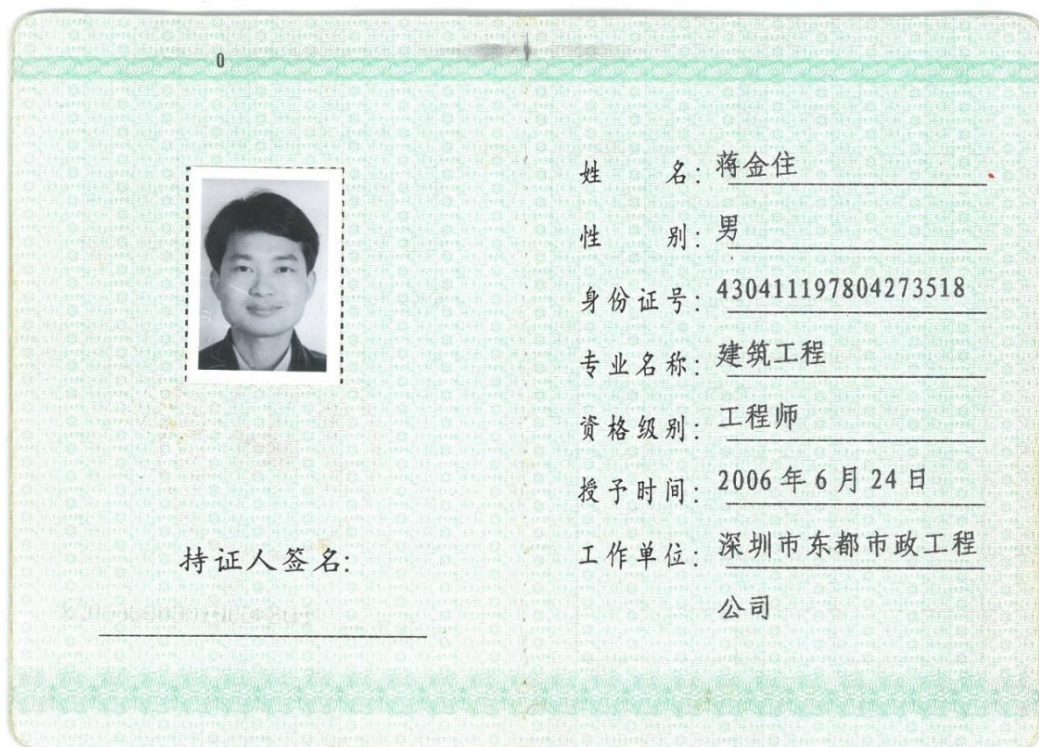 0
姓 名: 蒋金住
性 别: 男
身份证号: 430411197804273518
专业名称: 建筑工程
资格级别: 工程师
授予时间: 2006 年 6 月 24 日
工作单位: 深圳市东都市政工程
公司
持证人签名: